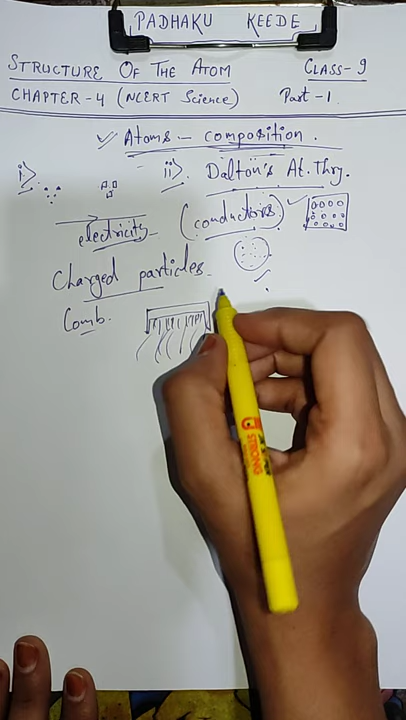 PADHAKU KEEDE
STRUCTURE OF THE ATOM CLASS-9
CHAPTER-4 (NCERT Science) Part-1.
Atoms - composition.
i> ii>. Dalton's At. Thry.
electricity (conductors)
Charged particles.
Comb.
STRONG